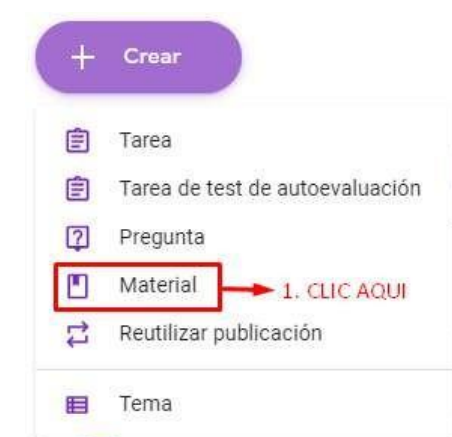 Crear
Tarea
Tarea de test de autoevaluación
Pregunta
Material
1. CLIC AQUI
Reutilizar publicación
Tema